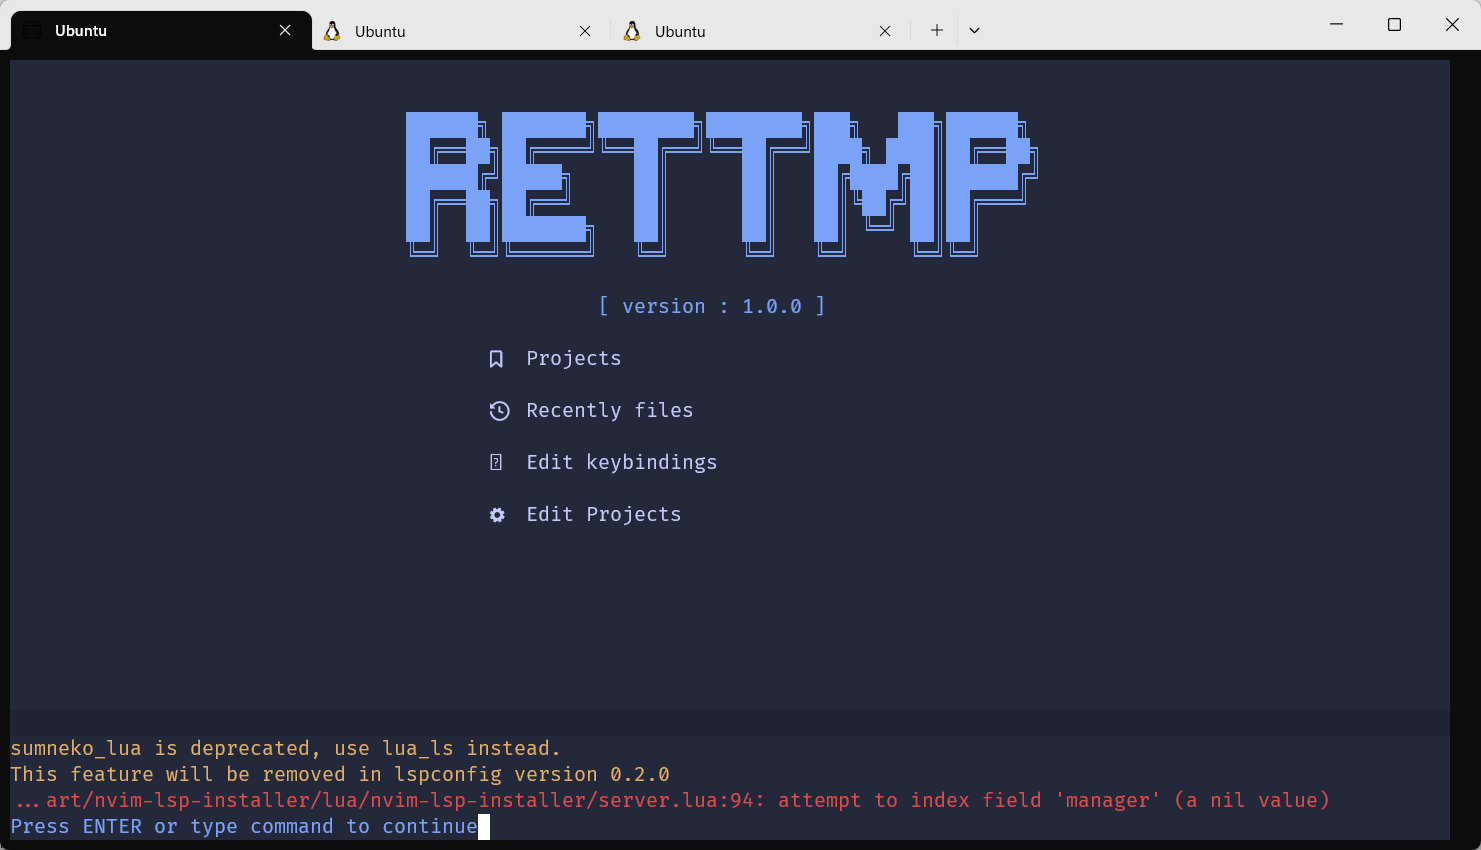 Ubuntu
Ubuntu
Ubuntu
RETTMP
[ version : 1.0.0 ]
Projects
Recently files
Edit keybindings
Edit Projects
sumneko_lua is deprecated, use lua_ls instead.
This feature will be removed in lspconfig version 0.2.0
...art/nvim-lsp-installer/lua/nvim-lsp-installer/server.lua:94: attempt to index field 'manager' (a nil value)
Press ENTER or type command to continue